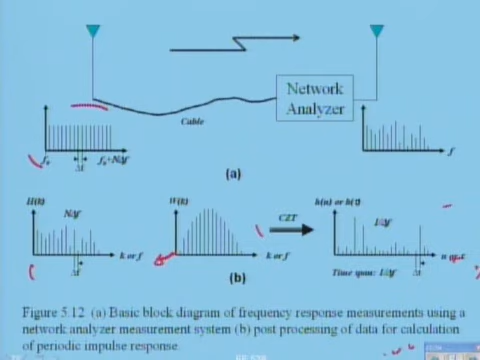 Network
Analyzer
Cable
f
f₀
f₀+NΔf
Δf
(a)
H(k)
W(k)
h(n) or h(t)
NΔf
CZT
1/Δf
k or f
k or f
Δf
Time span: 1/Δf
Δt
(b)
Figure 5.12 (a) Basic block diagram of frequency response measurements using a
network analyzer measurement system (b) post processing of data for calculation
of periodic impulse response.